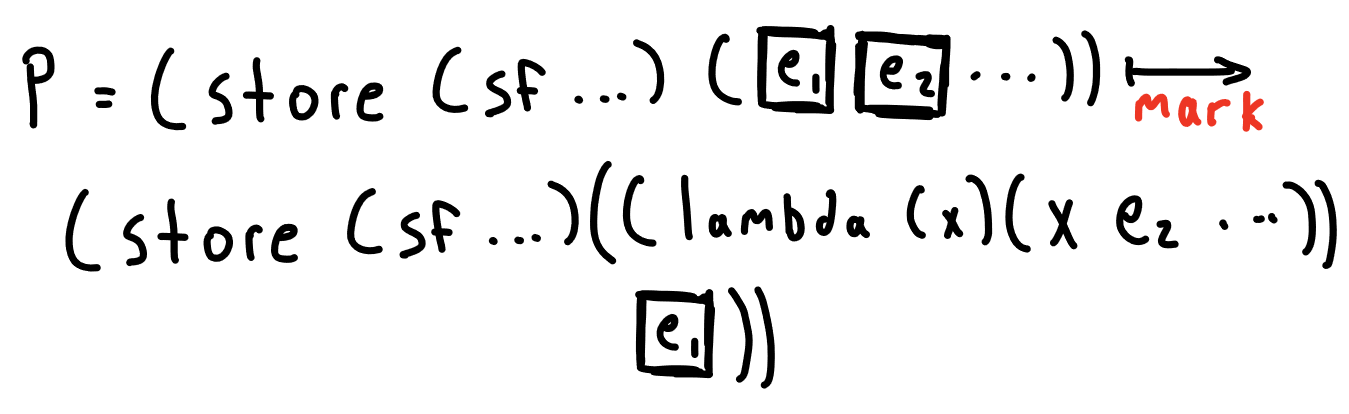 P = (store (sf ...) (e₁ e₂ ...)) ↦ mark
(store (sf ...)((lambda (x)(x e₂ ...))
e₁))